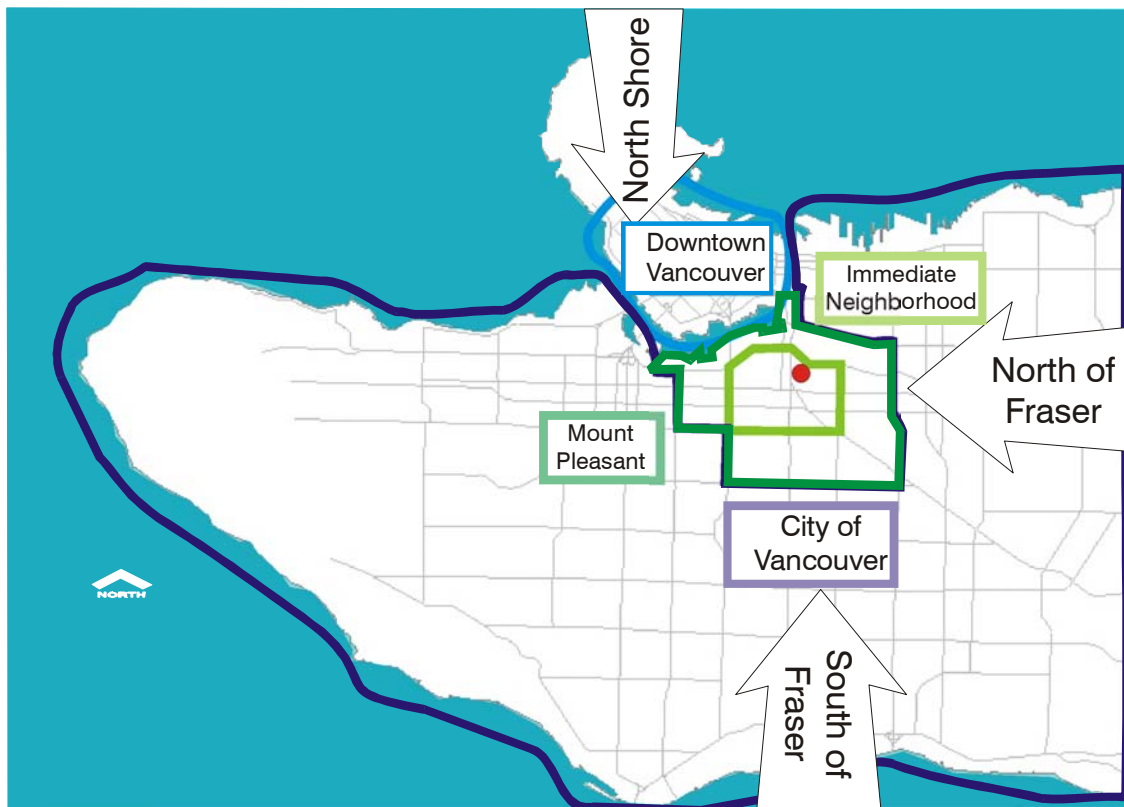 North Shore
Downtown
Vancouver
Immediate
Neighborhood
North of
Fraser
Mount
Pleasant
City of
Vancouver
NORTH
South of
Fraser